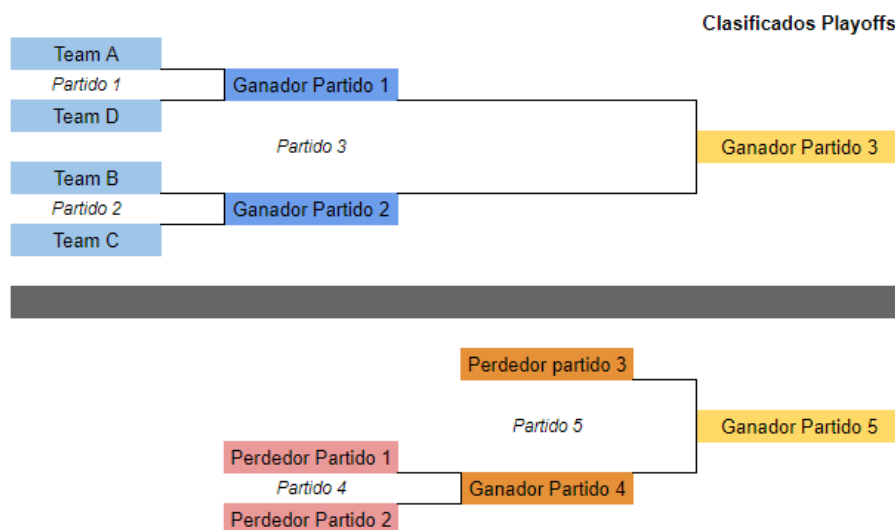 Clasificados Playoffs
Team A
Partido 1
Ganador Partido 1
Team D
Partido 3
Ganador Partido 3
Team B
Partido 2
Ganador Partido 2
Team C
Perdedor partido 3
Partido 5
Ganador Partido 5
Perdedor Partido 1
Partido 4
Ganador Partido 4
Perdedor Partido 2